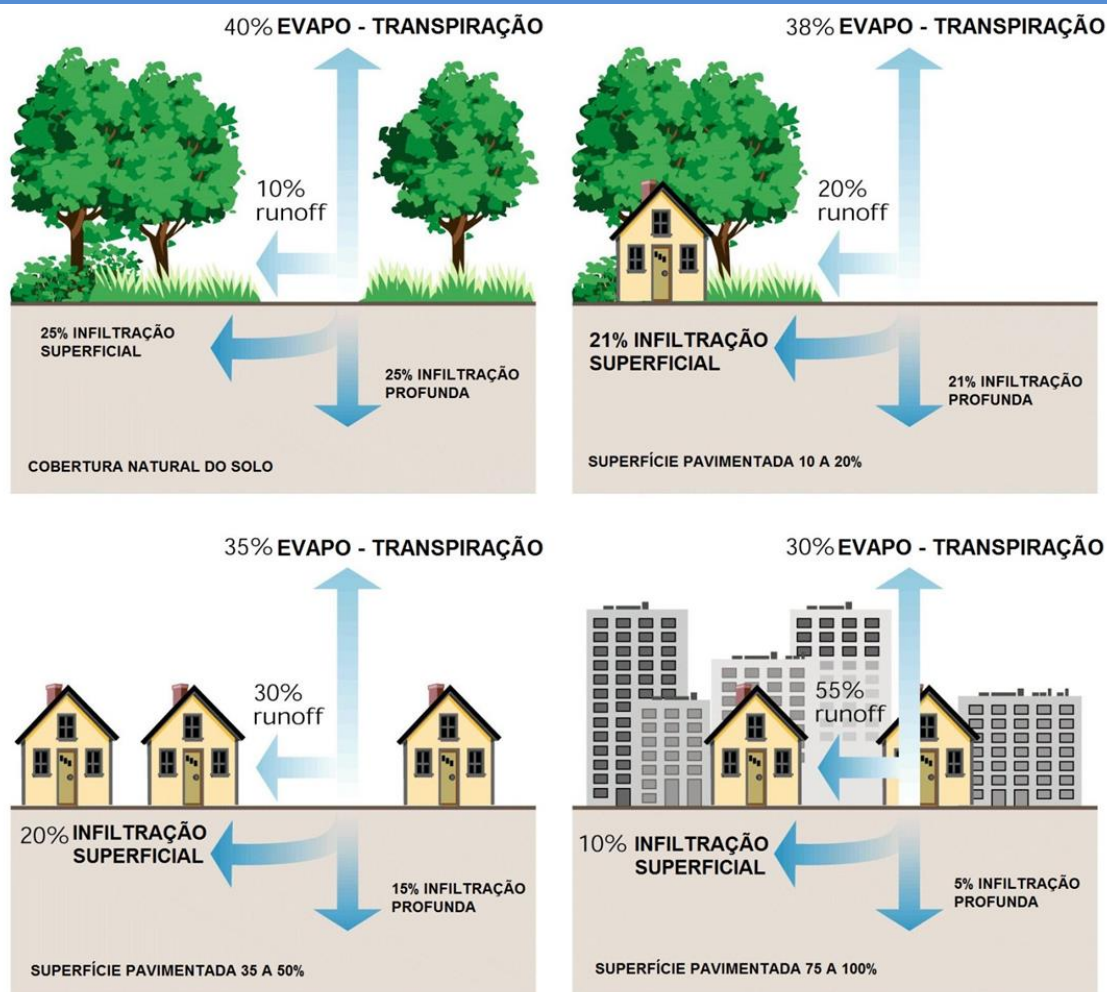 40% EVAPO - TRANSPIRAÇÃO
10%
runoff
25% INFILTRAÇÃO
SUPERFICIAL
25% INFILTRAÇÃO
PROFUNDA
COBERTURA NATURAL DO SOLO
38% EVAPO - TRANSPIRAÇÃO
20%
runoff
21% INFILTRAÇÃO
SUPERFICIAL
21% INFILTRAÇÃO
PROFUNDA
SUPERFÍCIE PAVIMENTADA 10 A 20%
35% EVAPO - TRANSPIRAÇÃO
30%
runoff
20% INFILTRAÇÃO
SUPERFICIAL
15% INFILTRAÇÃO
PROFUNDA
SUPERFÍCIE PAVIMENTADA 35 A 50%
30% EVAPO - TRANSPIRAÇÃO
55%
runoff
10% INFILTRAÇÃO
SUPERFICIAL
5% INFILTRAÇÃO
PROFUNDA
SUPERFÍCIE PAVIMENTADA 75 A 100%